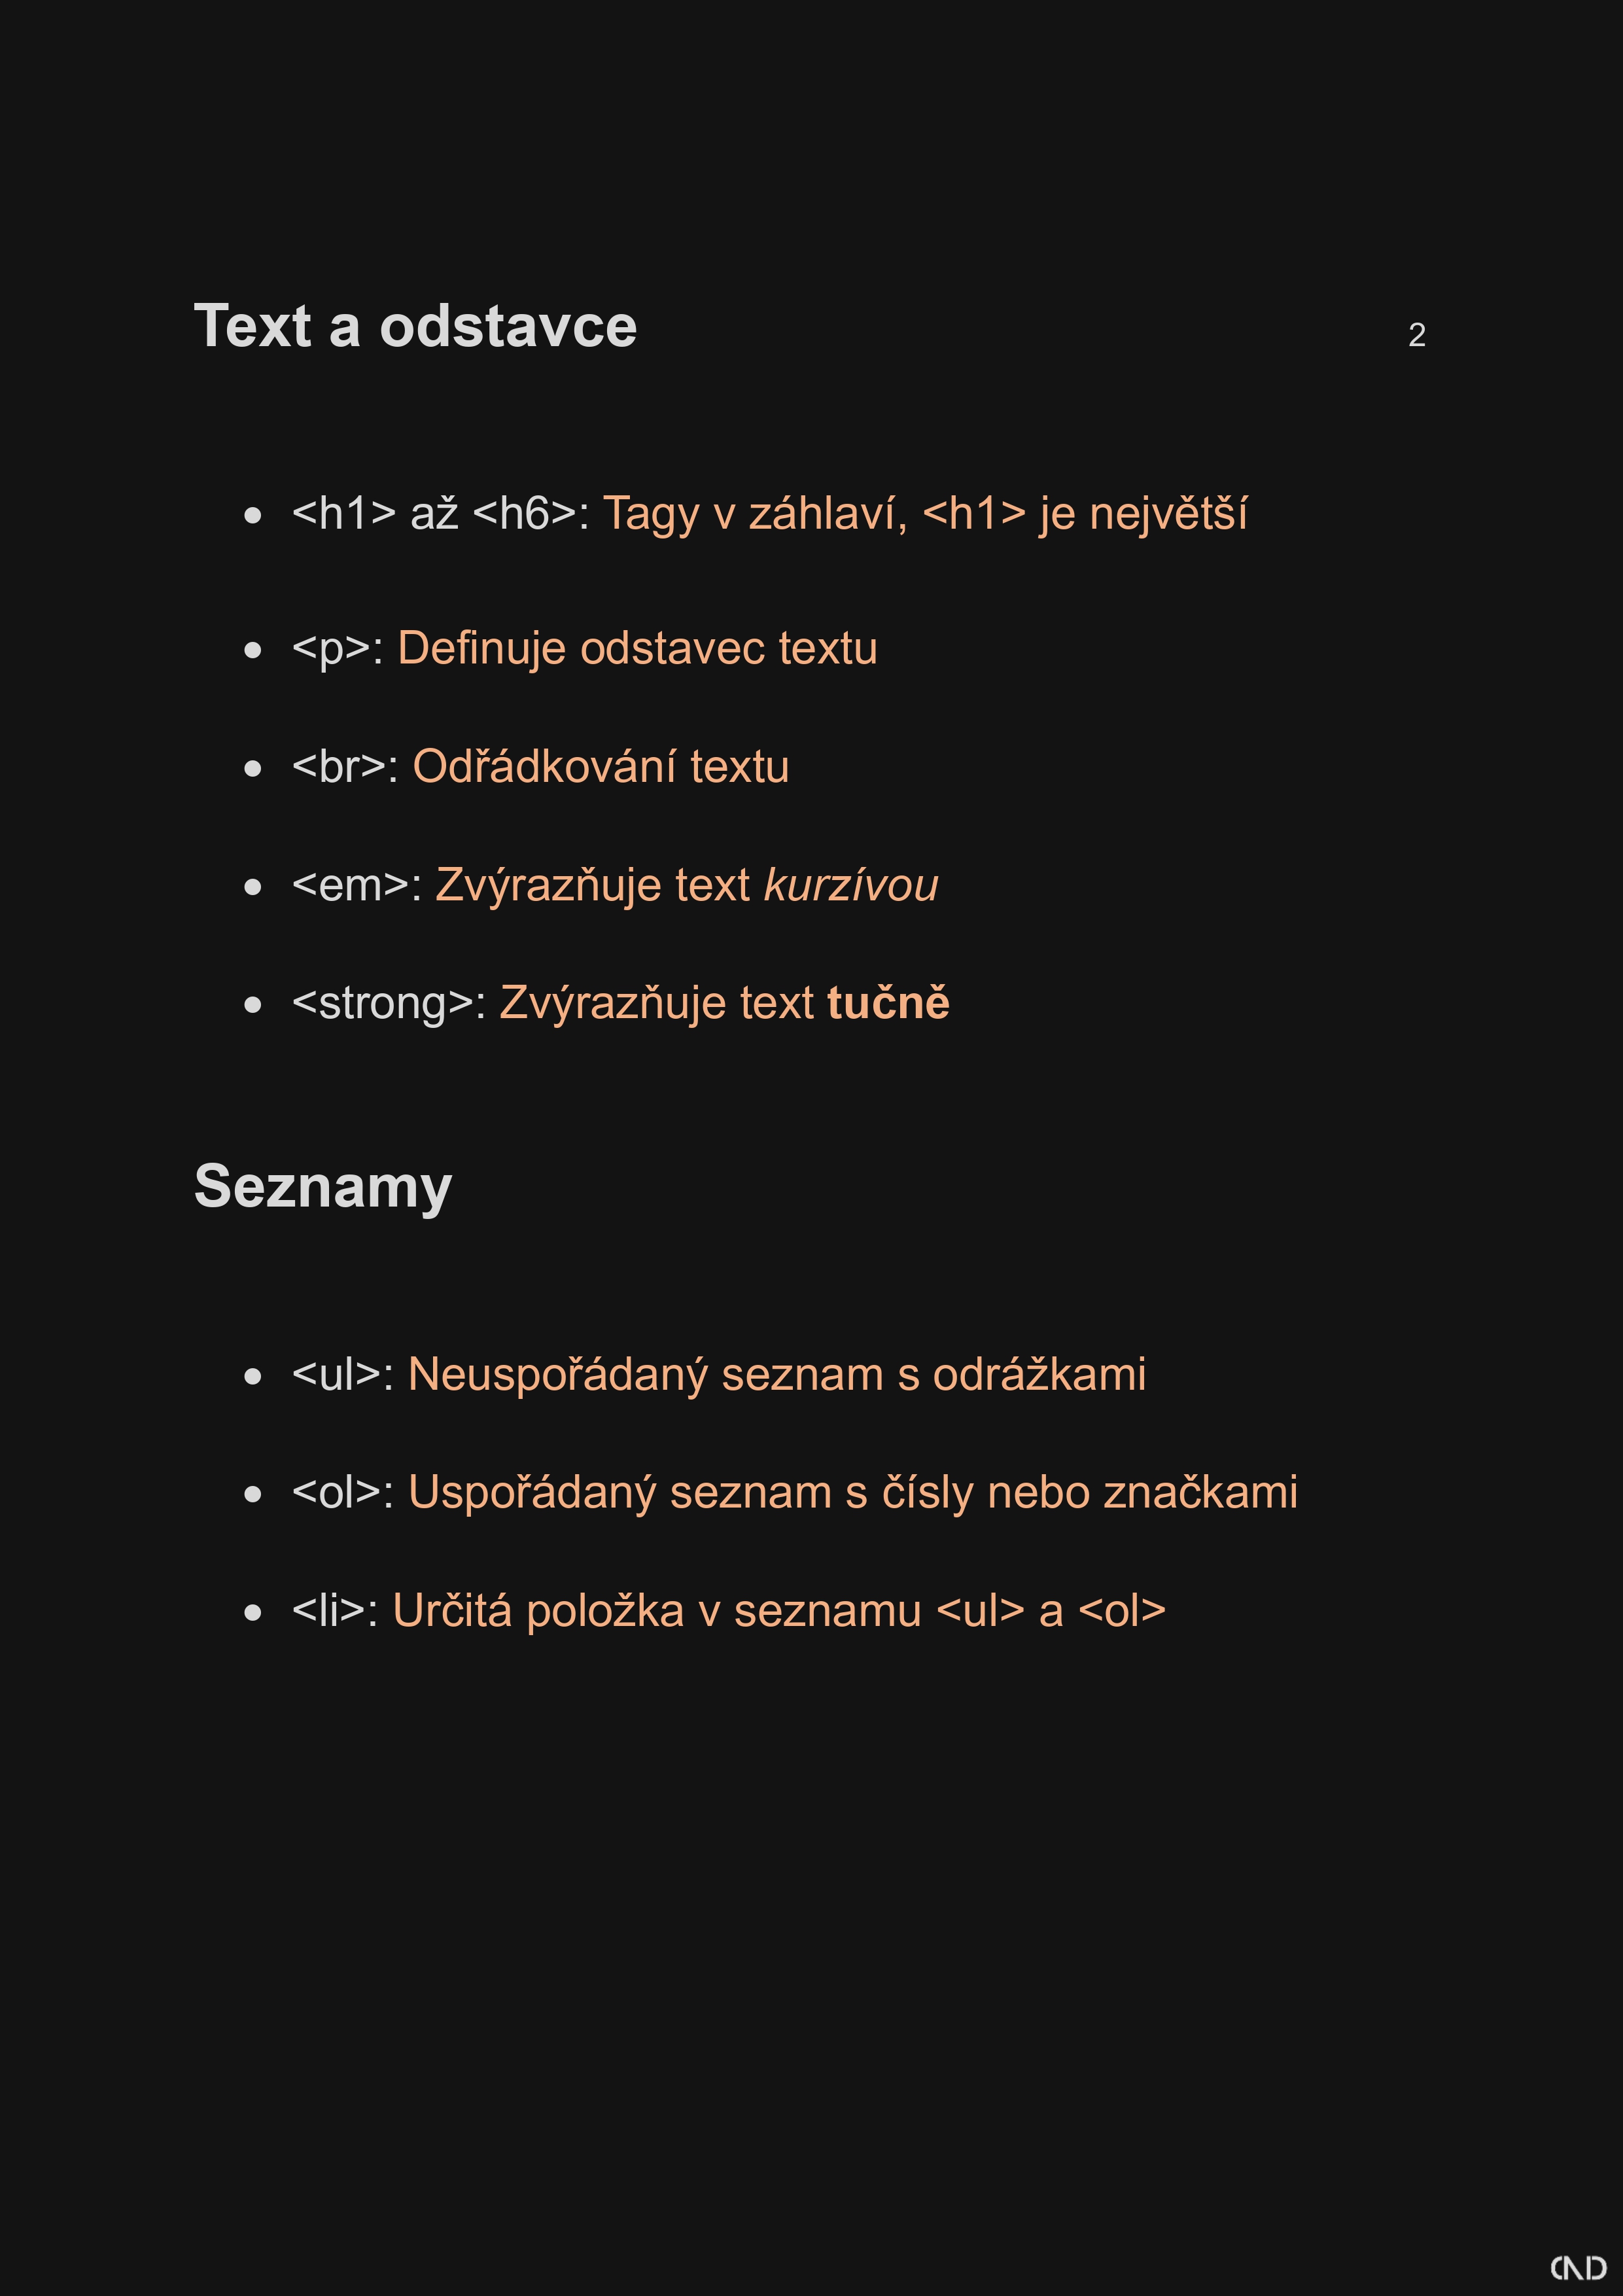 Text a odstavce 2
● <h1> až <h6>: Tagy v záhlaví, <h1> je největší
● <p>: Definuje odstavec textu
● <br>: Odřádkování textu
● <em>: Zvýrazňuje text kurzívou
● <strong>: Zvýrazňuje text tučně
Seznamy
● <ul>: Neuspořádaný seznam s odrážkami
● <ol>: Uspořádaný seznam s čísly nebo značkami
● <li>: Určitá položka v seznamu <ul> a <ol>
CND